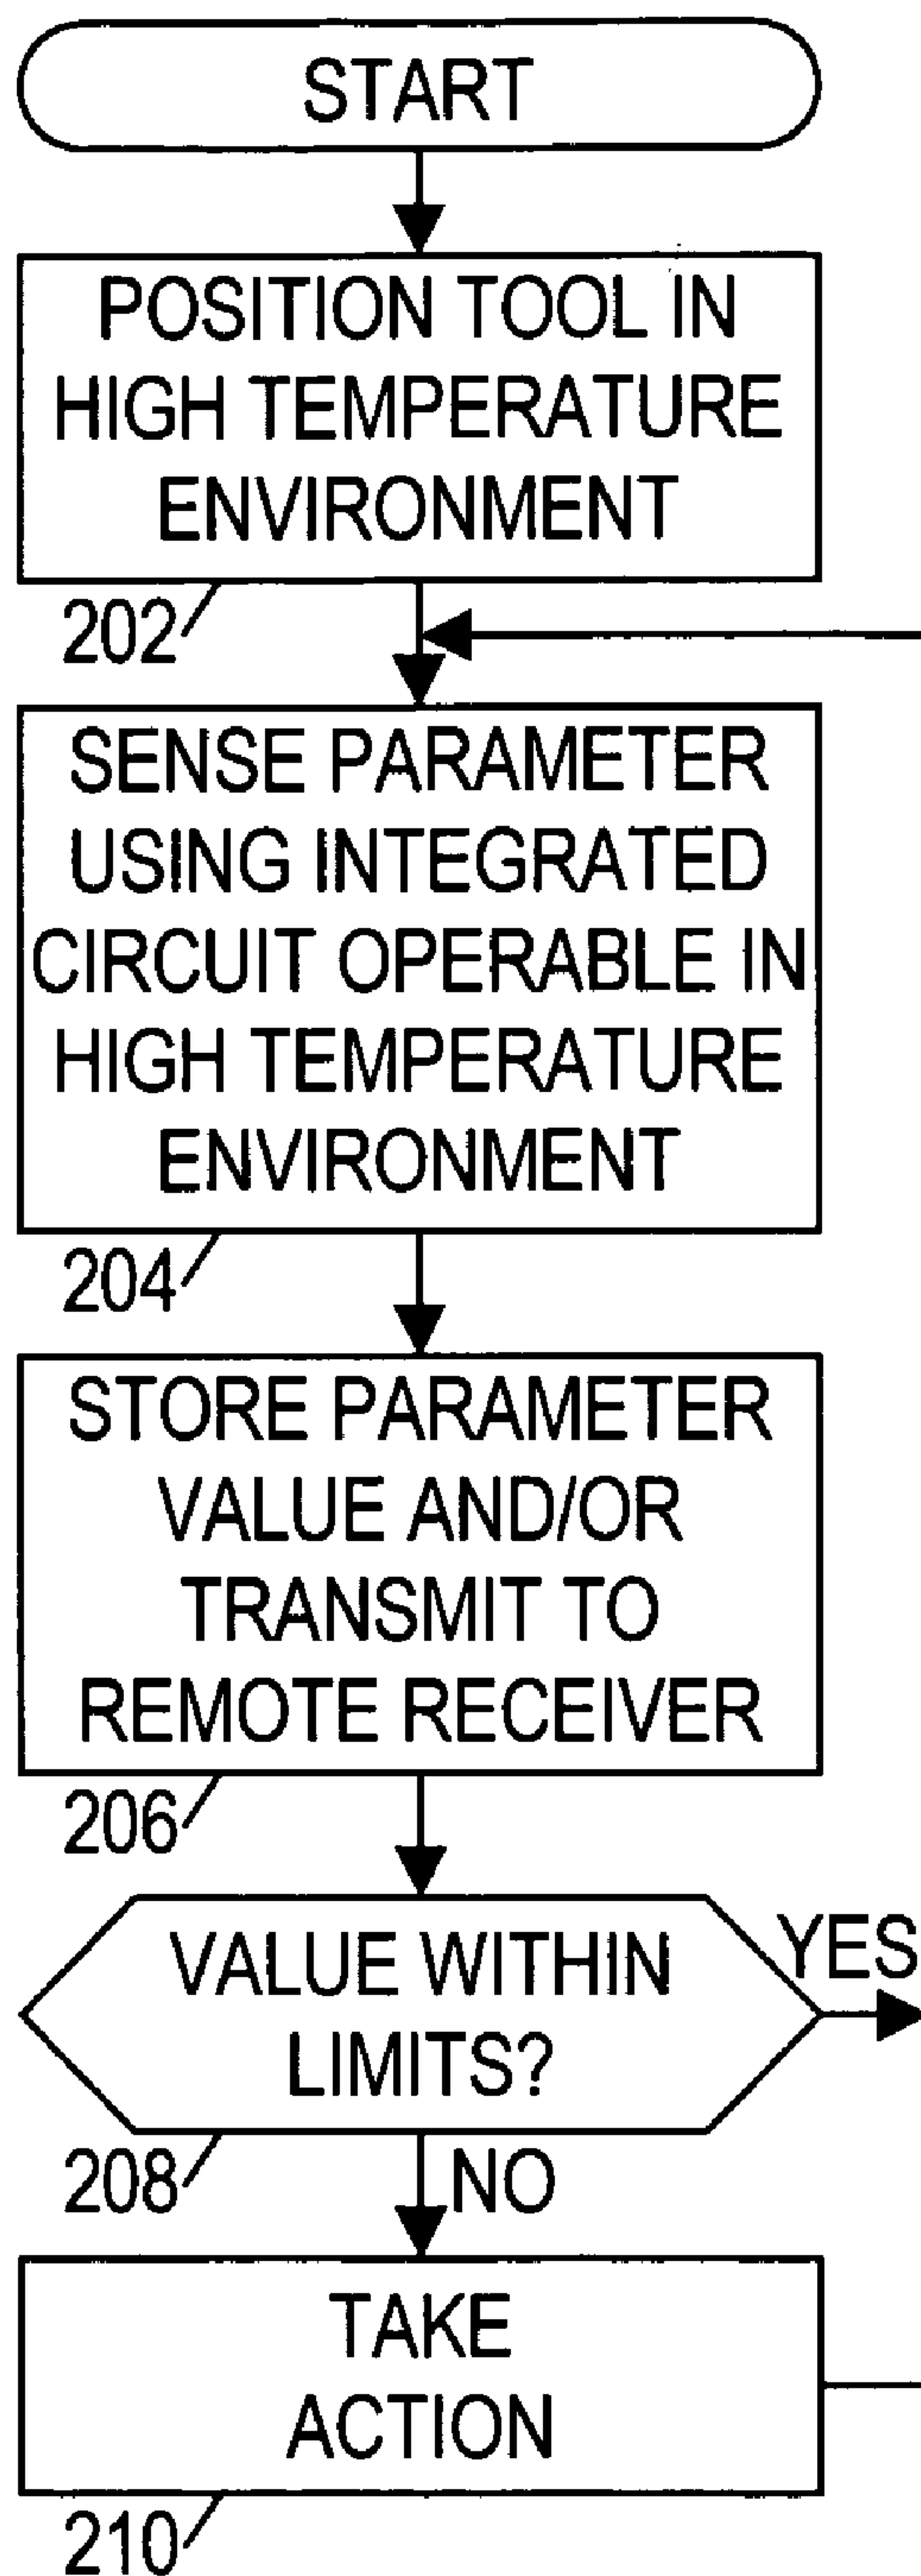 START
POSITION TOOL IN
HIGH TEMPERATURE
ENVIRONMENT
202
SENSE PARAMETER
USING INTEGRATED
CIRCUIT OPERABLE IN
HIGH TEMPERATURE
ENVIRONMENT
204
STORE PARAMETER
VALUE AND/OR
TRANSMIT TO
REMOTE RECEIVER
206
VALUE WITHIN
LIMITS?
YES
208
NO
TAKE
ACTION
210